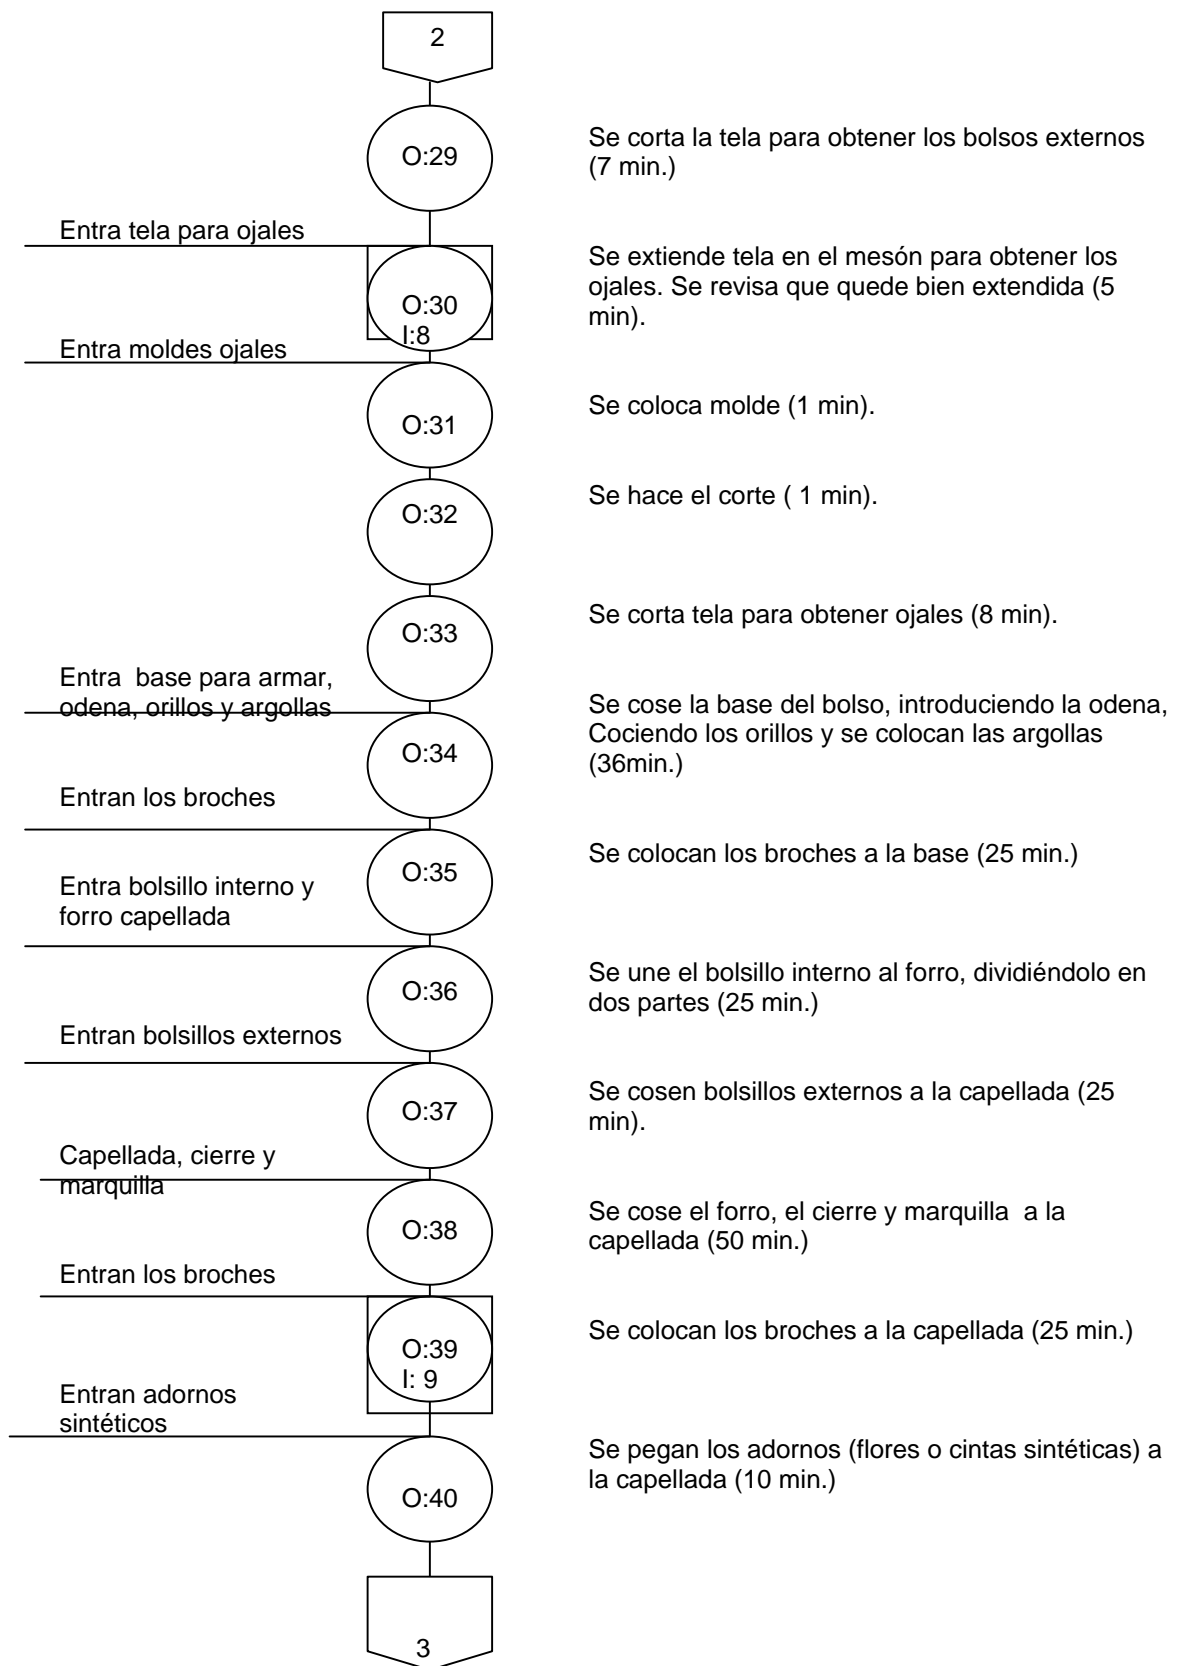 2
O:29
Se corta la tela para obtener los bolsos externos
(7 min.)
Entra tela para ojales
O:30
I:8
Se extiende tela en el mesón para obtener los
ojales. Se revisa que quede bien extendida (5
min).
Entra moldes ojales
O:31
Se coloca molde (1 min).
O:32
Se hace el corte ( 1 min).
O:33
Se corta tela para obtener ojales (8 min).
Entra  base para armar,
odena, orillos y argollas
O:34
Se cose la base del bolso, introduciendo la odena,
Cociendo los orillos y se colocan las argollas
(36min.)
Entran los broches
O:35
Se colocan los broches a la base (25 min.)
Entra bolsillo interno y
forro capellada
O:36
Se une el bolsillo interno al forro, dividiéndolo en
dos partes (25 min.)
Entran bolsillos externos
O:37
Se cosen bolsillos externos a la capellada (25
min).
Capellada, cierre y
marquilla
O:38
Se cose el forro, el cierre y marquilla  a la
capellada (50 min.)
Entran los broches
O:39
I: 9
Se colocan los broches a la capellada (25 min.)
Entran adornos
sintéticos
O:40
Se pegan los adornos (flores o cintas sintéticas) a
la capellada (10 min.)
3